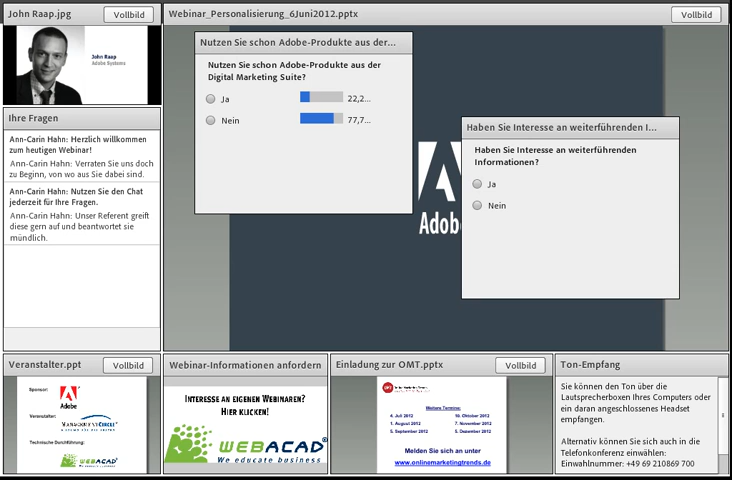 John Raap.jpg
Vollbild
John Raap
Adobe Systems
Ihre Fragen
Ann-Carin Hahn: Herzlich willkommen
zum heutigen Webinar!
Ann-Carin Hahn: Verraten Sie uns doch
zu Beginn, von wo aus Sie dabei sind.
Ann-Carin Hahn: Nutzen Sie den Chat
jederzeit für Ihre Fragen.
Ann-Carin Hahn: Unser Referent greift
diese gern auf und beantwortet sie
mündlich.
Webinar_Personalisierung_6Juni2012.pptx
Vollbild
Nutzen Sie schon Adobe-Produkte aus der...
Nutzen Sie schon Adobe-Produkte aus der
Digital Marketing Suite?
Ja
22,2...
Nein
77,7...
Adobe
Haben Sie Interesse an weiterführenden I...
Haben Sie Interesse an weiterführenden
Informationen?
Ja
Nein
Veranstalter.ppt
Vollbild
Sponsor:
Adobe
Veranstalter:
MANAGEMENT CIRCLE
Technische Durchführung:
WEBACAD
Webinar-Informationen anfordern
INTERESSE AN EIGENEN WEBINAREN?
HIER KLICKEN!
WEBACAD®
We educate business
Einladung zur OMT.pptx
Vollbild
OMT
Weitere Termine:
4. Juli 2012
10. Oktober 2012
1. August 2012
7. November 2012
5. September 2012
5. Dezember 2012
Melden Sie sich an unter
www.onlinemarketingtrends.de
Ton-Empfang
Sie können den Ton über die
Lautsprecherboxen Ihres Computers oder
ein daran angeschlossenes Headset
empfangen.
Alternativ können Sie sich auch in die
Telefonkonferenz einwählen:
Einwahlnummer: +49 69 210869 700